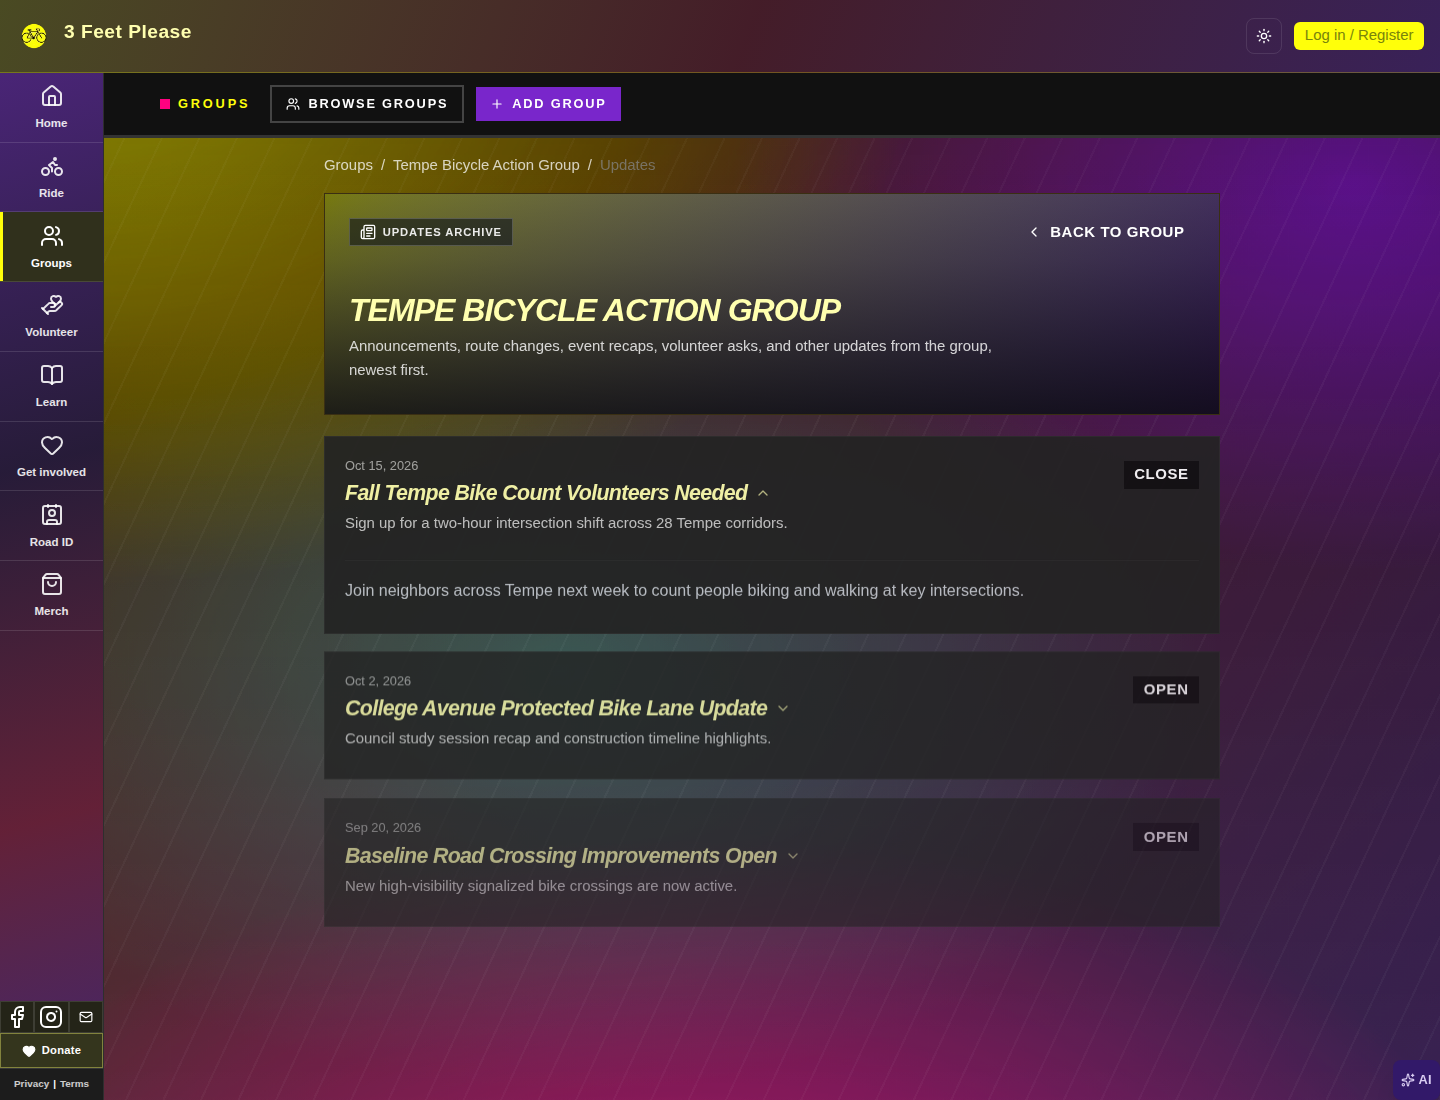 3 Feet Please
Log in / Register
Home
Ride
Groups
Volunteer
Learn
Get involved
Road ID
Merch
Donate
Privacy | Terms
GROUPS
BROWSE GROUPS
ADD GROUP
Groups / Tempe Bicycle Action Group / Updates
UPDATES ARCHIVE
BACK TO GROUP
TEMPE BICYCLE ACTION GROUP
Announcements, route changes, event recaps, volunteer asks, and other updates from the group,
newest first.
Oct 15, 2026
CLOSE
Fall Tempe Bike Count Volunteers Needed
Sign up for a two-hour intersection shift across 28 Tempe corridors.
Join neighbors across Tempe next week to count people biking and walking at key intersections.
Oct 2, 2026
OPEN
College Avenue Protected Bike Lane Update
Council study session recap and construction timeline highlights.
Sep 20, 2026
OPEN
Baseline Road Crossing Improvements Open
New high-visibility signalized bike crossings are now active.
AI